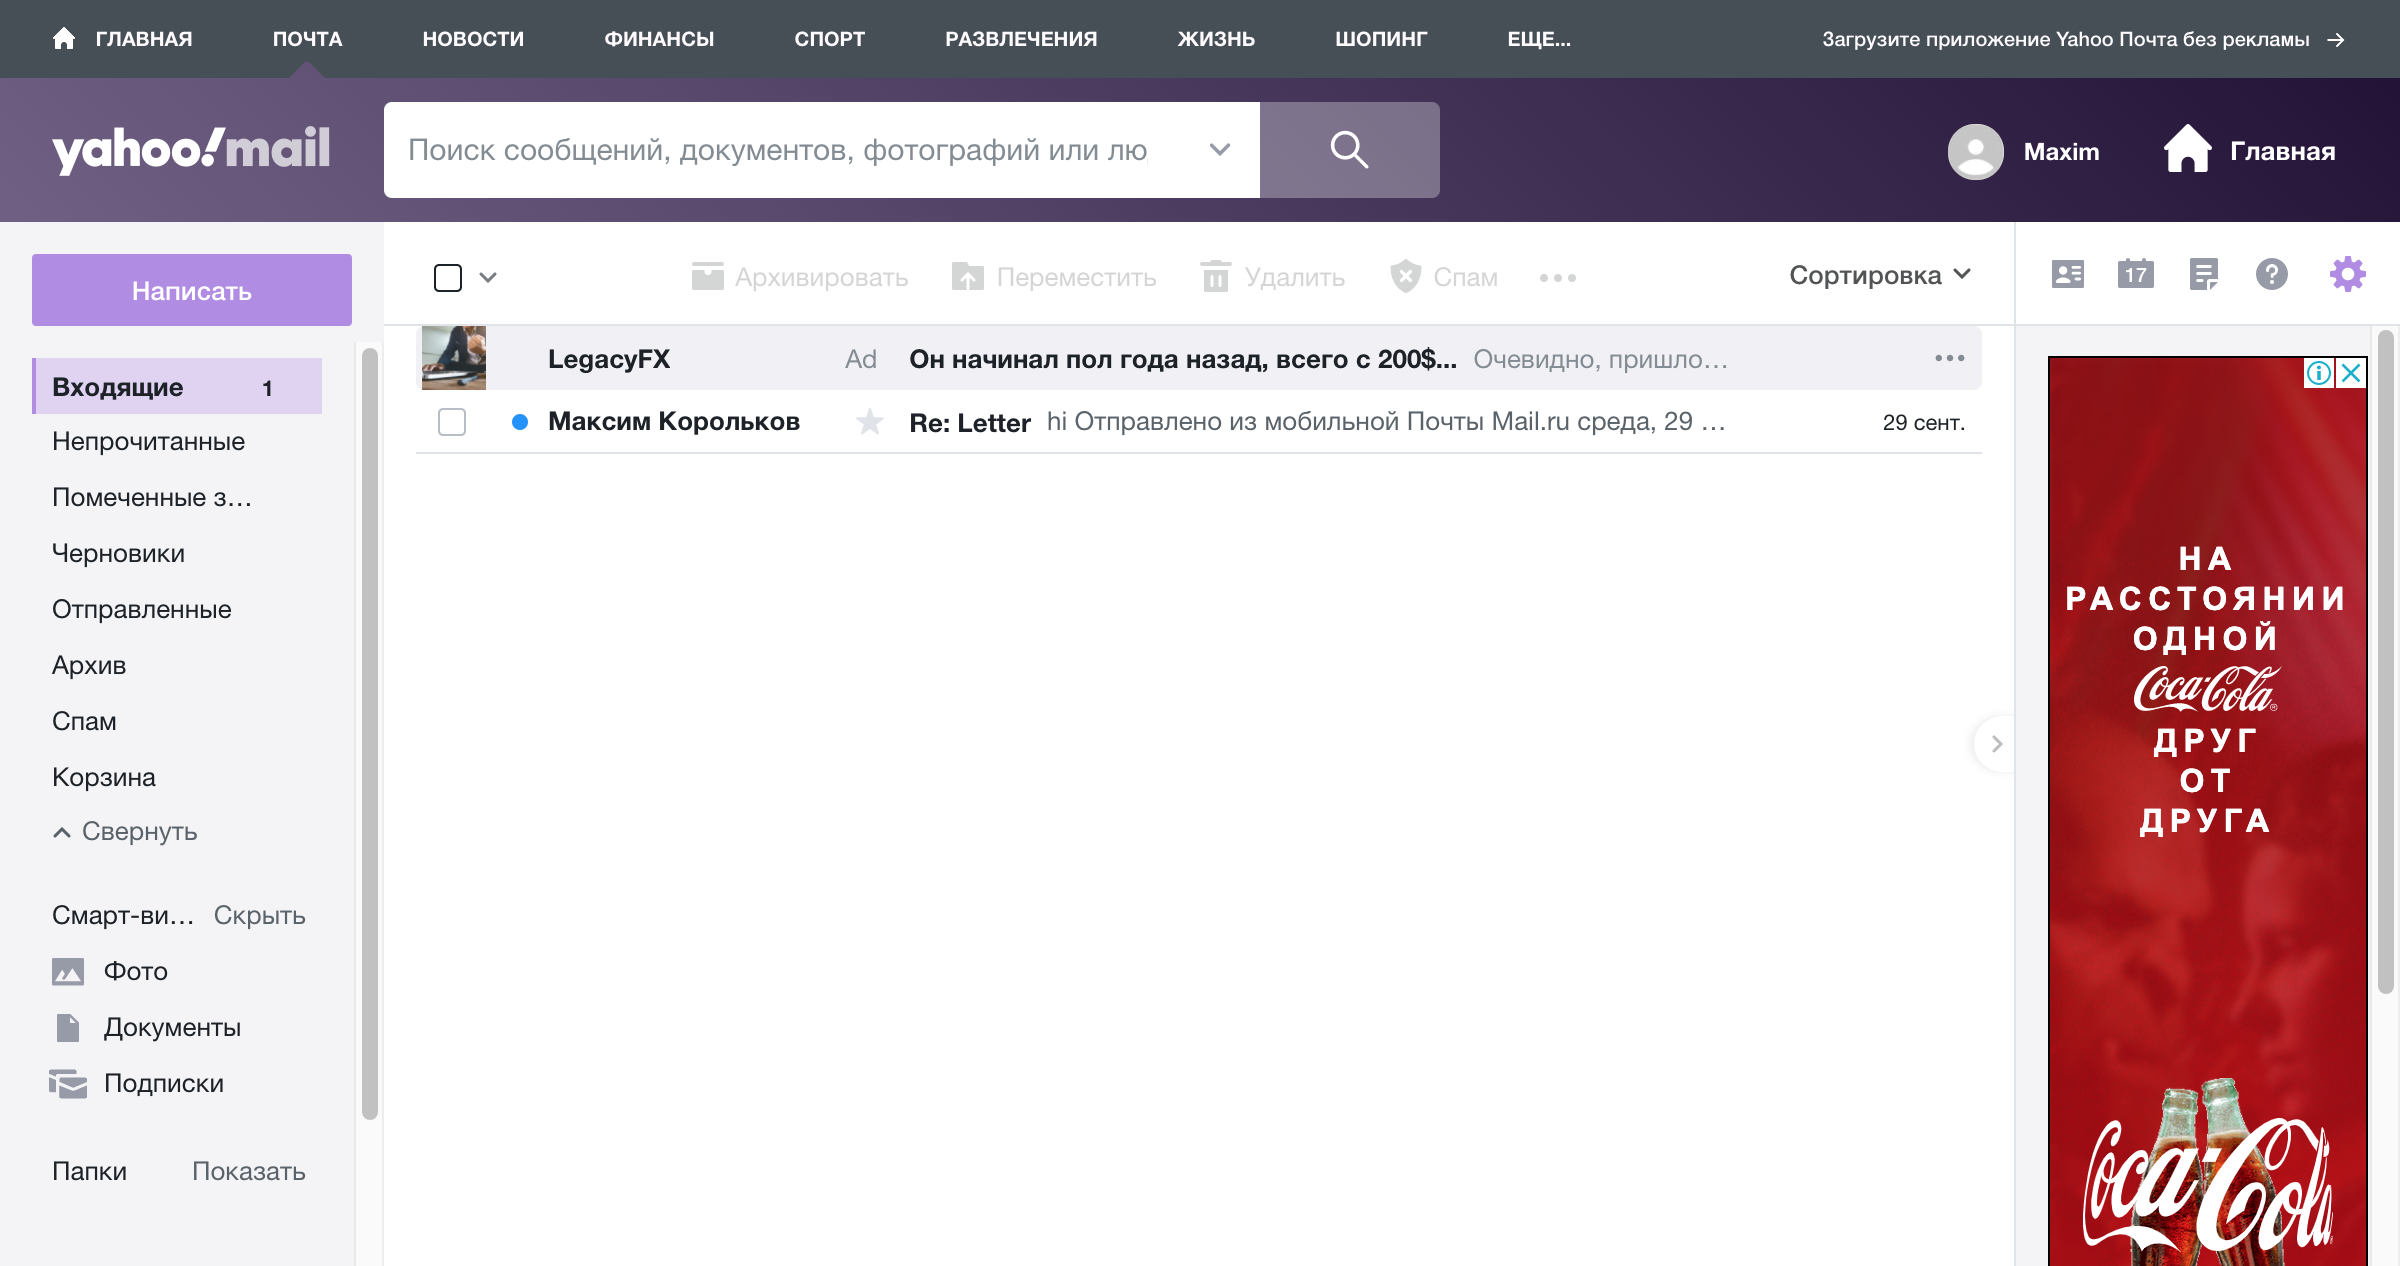 ГЛАВНАЯ ПОЧТА НОВОСТИ ФИНАНСЫ СПОРТ РАЗВЛЕЧЕНИЯ ЖИЗНЬ ШОПИНГ ЕЩЕ... Загрузите приложение Yahoo Почта без рекламы →
yahoo!mail
Поиск сообщений, документов, фотографий или лю
Maxim
Главная
Написать
Архивировать Переместить Удалить Спам
Сортировка
17
Входящие 1
Непрочитанные
Помеченные з...
Черновики
Отправленные
Архив
Спам
Корзина
Свернуть
Смарт-ви... Скрыть
Фото
Документы
Подписки
Папки Показать
LegacyFX Ad Он начинал пол года назад, всего с 200$... Очевидно, пришло...
Максим Корольков Re: Letter hi Отправлено из мобильной Почты Mail.ru среда, 29 ... 29 сент.
НА
РАССТОЯНИИ
ОДНОЙ
Coca-Cola®
ДРУГ
ОТ
ДРУГА
Coca-Cola